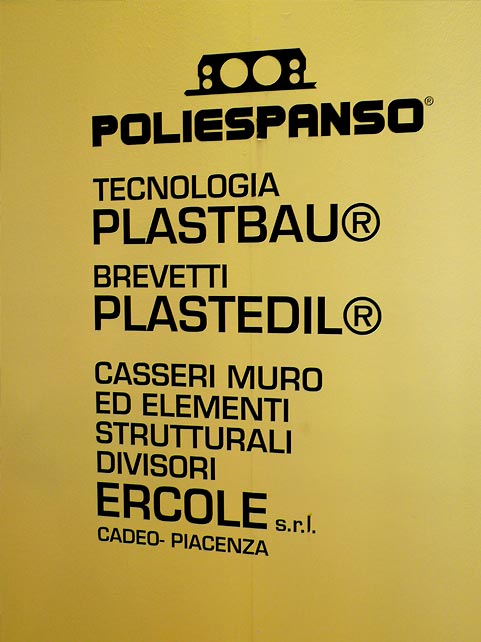 POLIESPANSO®
TECNOLOGIA
PLASTBAU®
BREVETTI
PLASTEDIL®
CASSERI MURO
ED ELEMENTI
STRUTTURALI
DIVISORI
ERCOLE s.r.l.
CADEO- PIACENZA